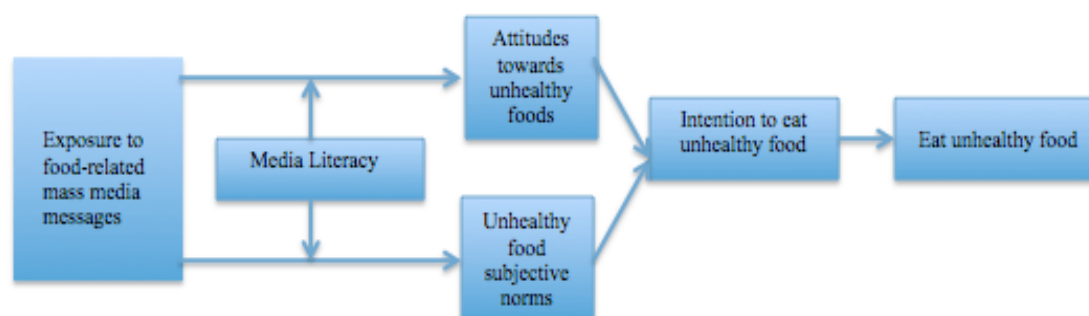 Exposure to
food-related
mass media
messages
Media Literacy
Attitudes
towards
unhealthy
foods
Unhealthy
food
subjective
norms
Intention to eat
unhealthy food
Eat unhealthy food